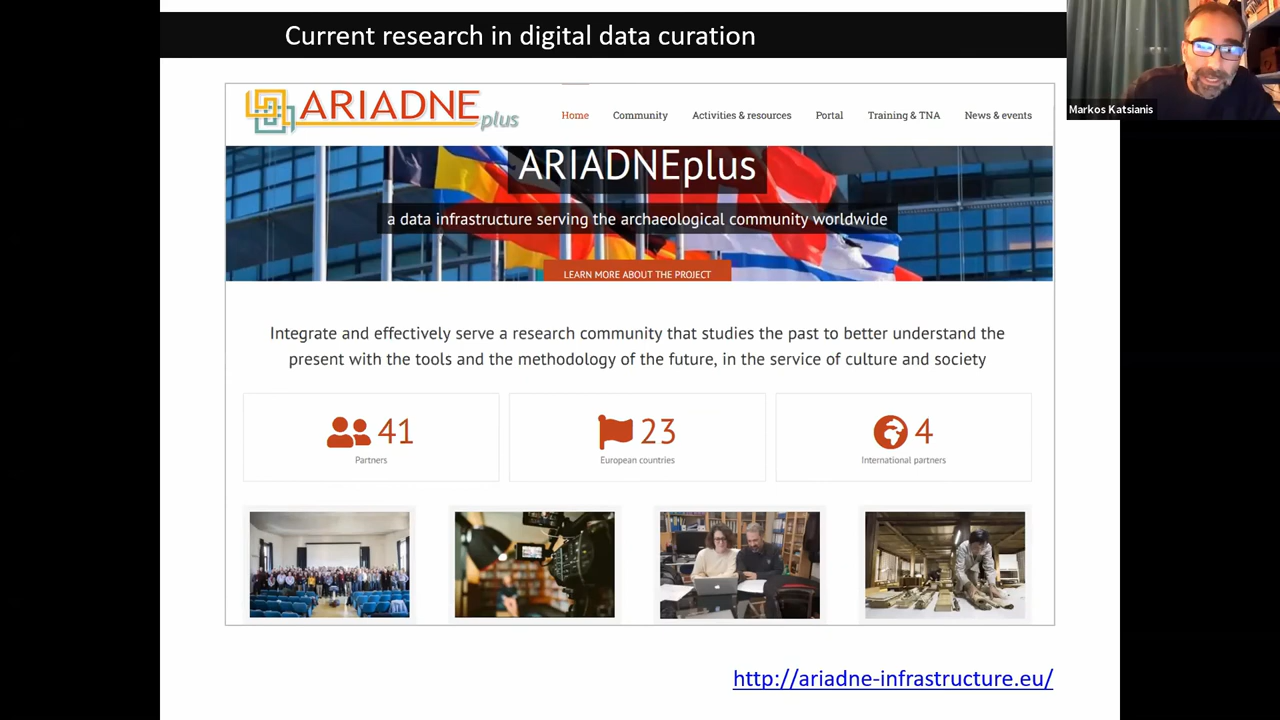 Current research in digital data curation
Markos Katsianis
ARIADNE
plus
Home Community Activities & resources Portal Training & TNA News & events
ARIADNEplus
a data infrastructure serving the archaeological community worldwide
LEARN MORE ABOUT THE PROJECT
Integrate and effectively serve a research community that studies the past to better understand the
present with the tools and the methodology of the future, in the service of culture and society
41
Partners
23
European countries
4
International partners
http://ariadne-infrastructure.eu/